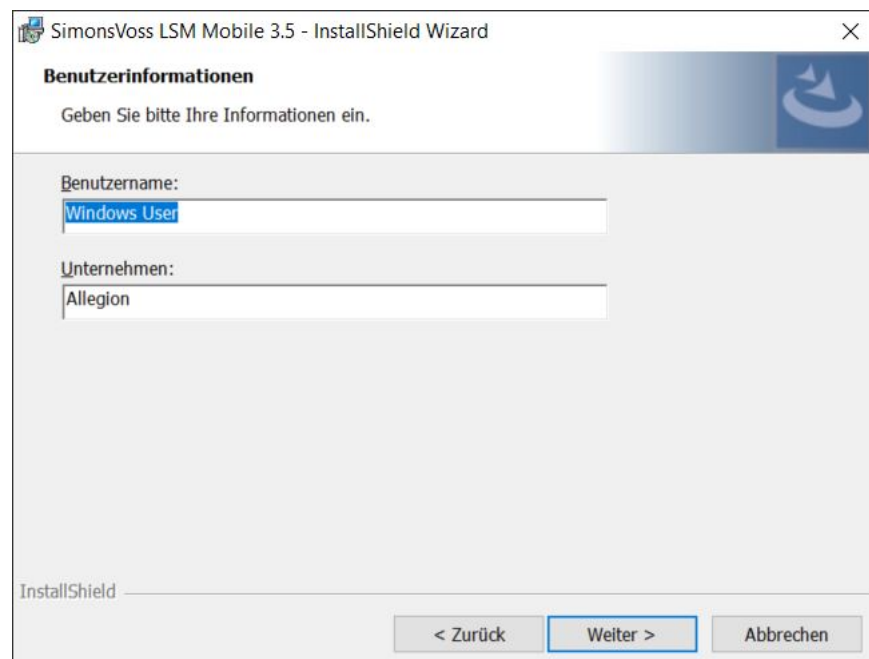 SimonsVoss LSM Mobile 3.5 - InstallShield Wizard
Benutzerinformationen
Geben Sie bitte Ihre Informationen ein.
Benutzername:
Windows User
Unternehmen:
Allegion
InstallShield
< Zurück
Weiter >
Abbrechen